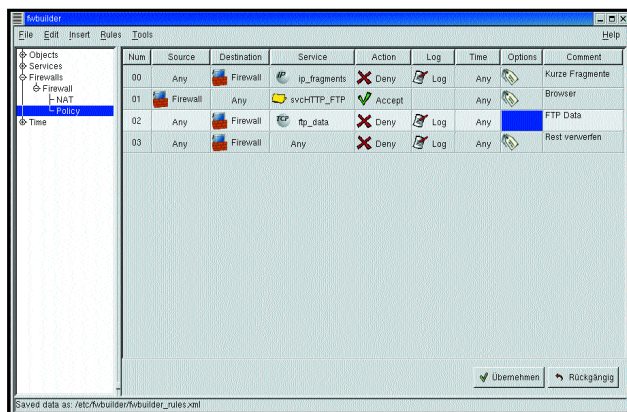 fwbuilder
File Edit Insert Rules Tools Help
Objects
Services
Firewalls
Firewall
NAT
Policy
Time
Num Source Destination Service Action Log Time Options Comment
00 Any Firewall IP ip_fragments Deny Log Any Kurze Fragmente
01 Firewall Any svcHTTP_FTP Accept Any Browser
02 Any Firewall TCP ftp_data Deny Log Any FTP Data
03 Any Firewall Any Deny Log Any Rest verwerfen
Übernehmen Rückgängig
Saved data as: /etc/fwbuilder/fwbuilder_rules.xml